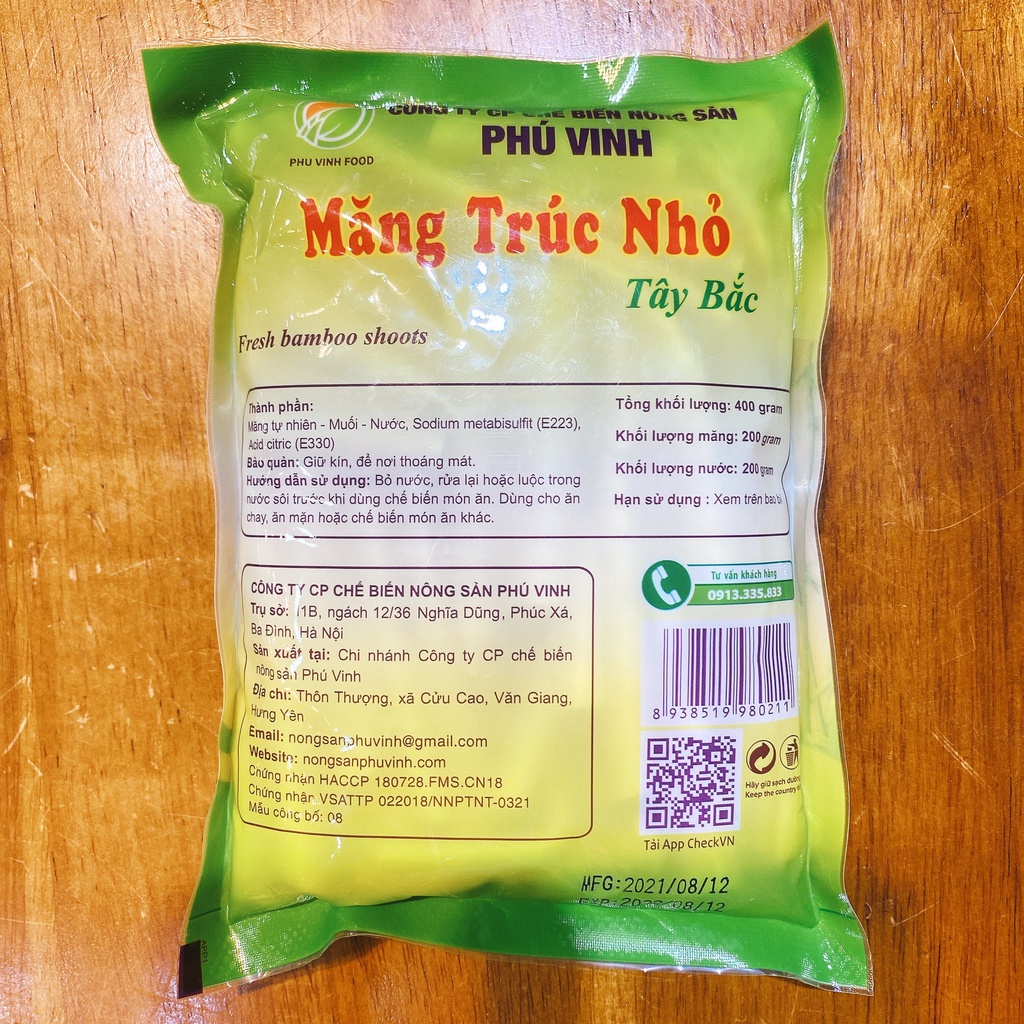 CÔNG TY CP CHẾ BIẾN NÔNG SẢN
PHÚ VINH
PHU VINH FOOD
Măng Trúc Nhỏ
Tây Bắc
Fresh bamboo shoots
Thành phần:
Măng tự nhiên - Muối - Nước, Sodium metabisulfit (E223),
Acid citric (E330)
Bảo quản: Giữ kín, để nơi thoáng mát.
Hướng dẫn sử dụng: Bỏ nước, rửa lại hoặc luộc trong
nước sôi trước khi dùng chế biến món ăn. Dùng cho ăn
chay, ăn mặn hoặc chế biến món ăn khác.
Tổng khối lượng: 400 gram
Khối lượng măng: 200 gram
Khối lượng nước: 200 gram
Hạn sử dụng : Xem trên bao bì
CÔNG TY CP CHẾ BIẾN NÔNG SẢN PHÚ VINH
Trụ sở: 11B, ngách 12/36 Nghĩa Dũng, Phúc Xá,
Ba Đình, Hà Nội
Sản xuất tại: Chi nhánh Công ty CP chế biến
nông sản Phú Vinh
Địa chỉ: Thôn Thượng, xã Cửu Cao, Văn Giang,
Hưng Yên
Email: nongsanphuvinh@gmail.com
Website: nongsanphuvinh.com
Chứng nhận HACCP 180728.FMS.CN18
Chứng nhận VSATTP 022018/NNPTNT-0321
Mẫu công bố: 08
Tư vấn khách hàng
0913.335.833
8 938519 980211
Hãy giữ sạch đường
Keep the country
Tải App CheckVN
MFG:2021/08/12
EXP:2022/08/12